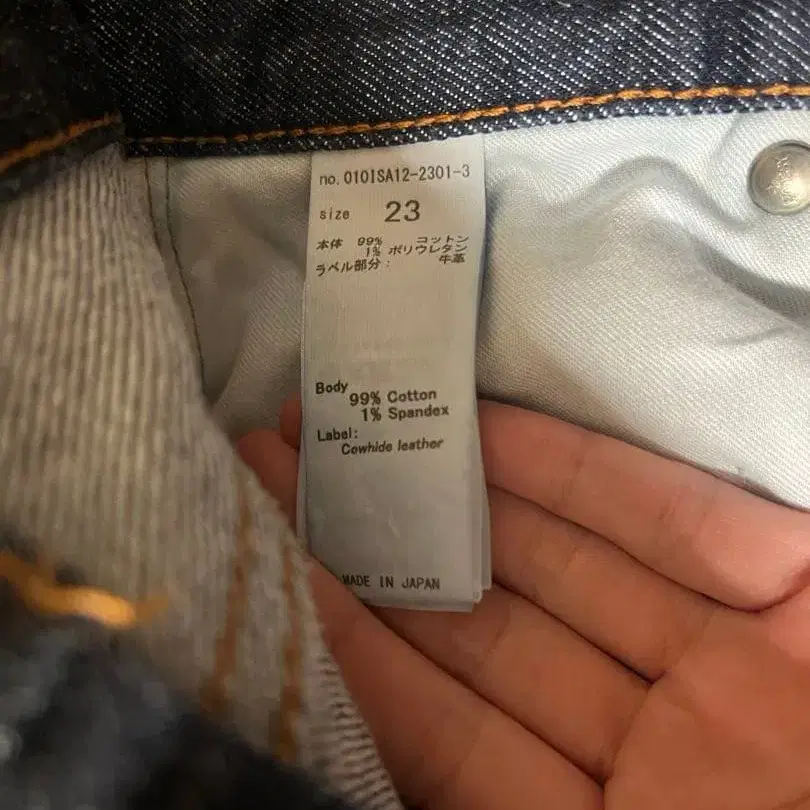 no. 0101SA12-2301-3
size 23
本体 99% コットン
1% ポリウレタン
ラベル部分: 牛革
Body
99% Cotton
1% Spandex
Label:
Cowhide leather
MADE IN JAPAN